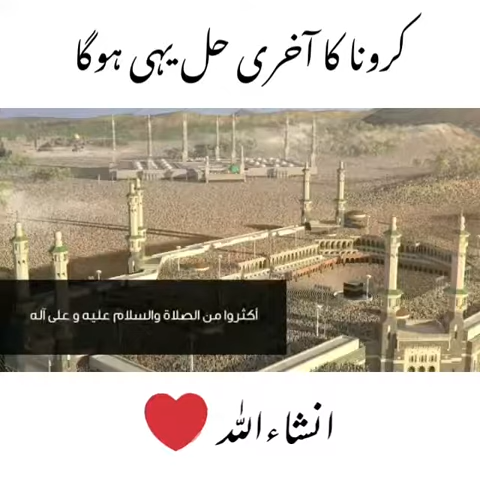 کرونا کا آخری حل یہی ہوگا
أكثروا من الصلاة والسلام عليه و على آله
انشاءاللہ